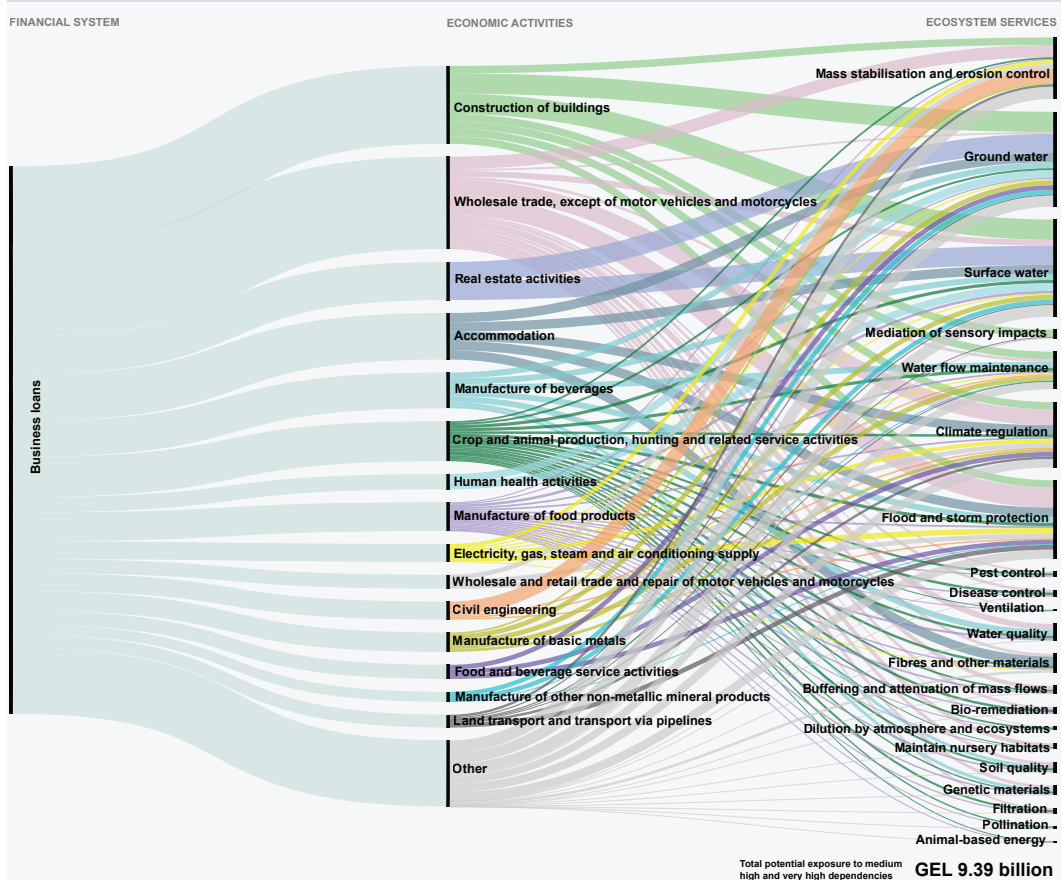 FINANCIAL SYSTEM
ECONOMIC ACTIVITIES
ECOSYSTEM SERVICES
Business loans
Construction of buildings
Wholesale trade, except of motor vehicles and motorcycles
Real estate activities
Accommodation
Manufacture of beverages
Crop and animal production, hunting and related service activities
Human health activities
Manufacture of food products
Electricity, gas, steam and air conditioning supply
Wholesale and retail trade and repair of motor vehicles and motorcycles
Civil engineering
Manufacture of basic metals
Food and beverage service activities
Manufacture of other non-metallic mineral products
Land transport and transport via pipelines
Other
Mass stabilisation and erosion control
Ground water
Surface water
Mediation of sensory impacts
Water flow maintenance
Climate regulation
Flood and storm protection
Pest control
Disease control
Ventilation
Water quality
Fibres and other materials
Buffering and attenuation of mass flows
Bio-remediation
Dilution by atmosphere and ecosystems
Maintain nursery habitats
Soil quality
Genetic materials
Filtration
Pollination
Animal-based energy
Total potential exposure to medium
high and very high dependencies
GEL 9.39 billion